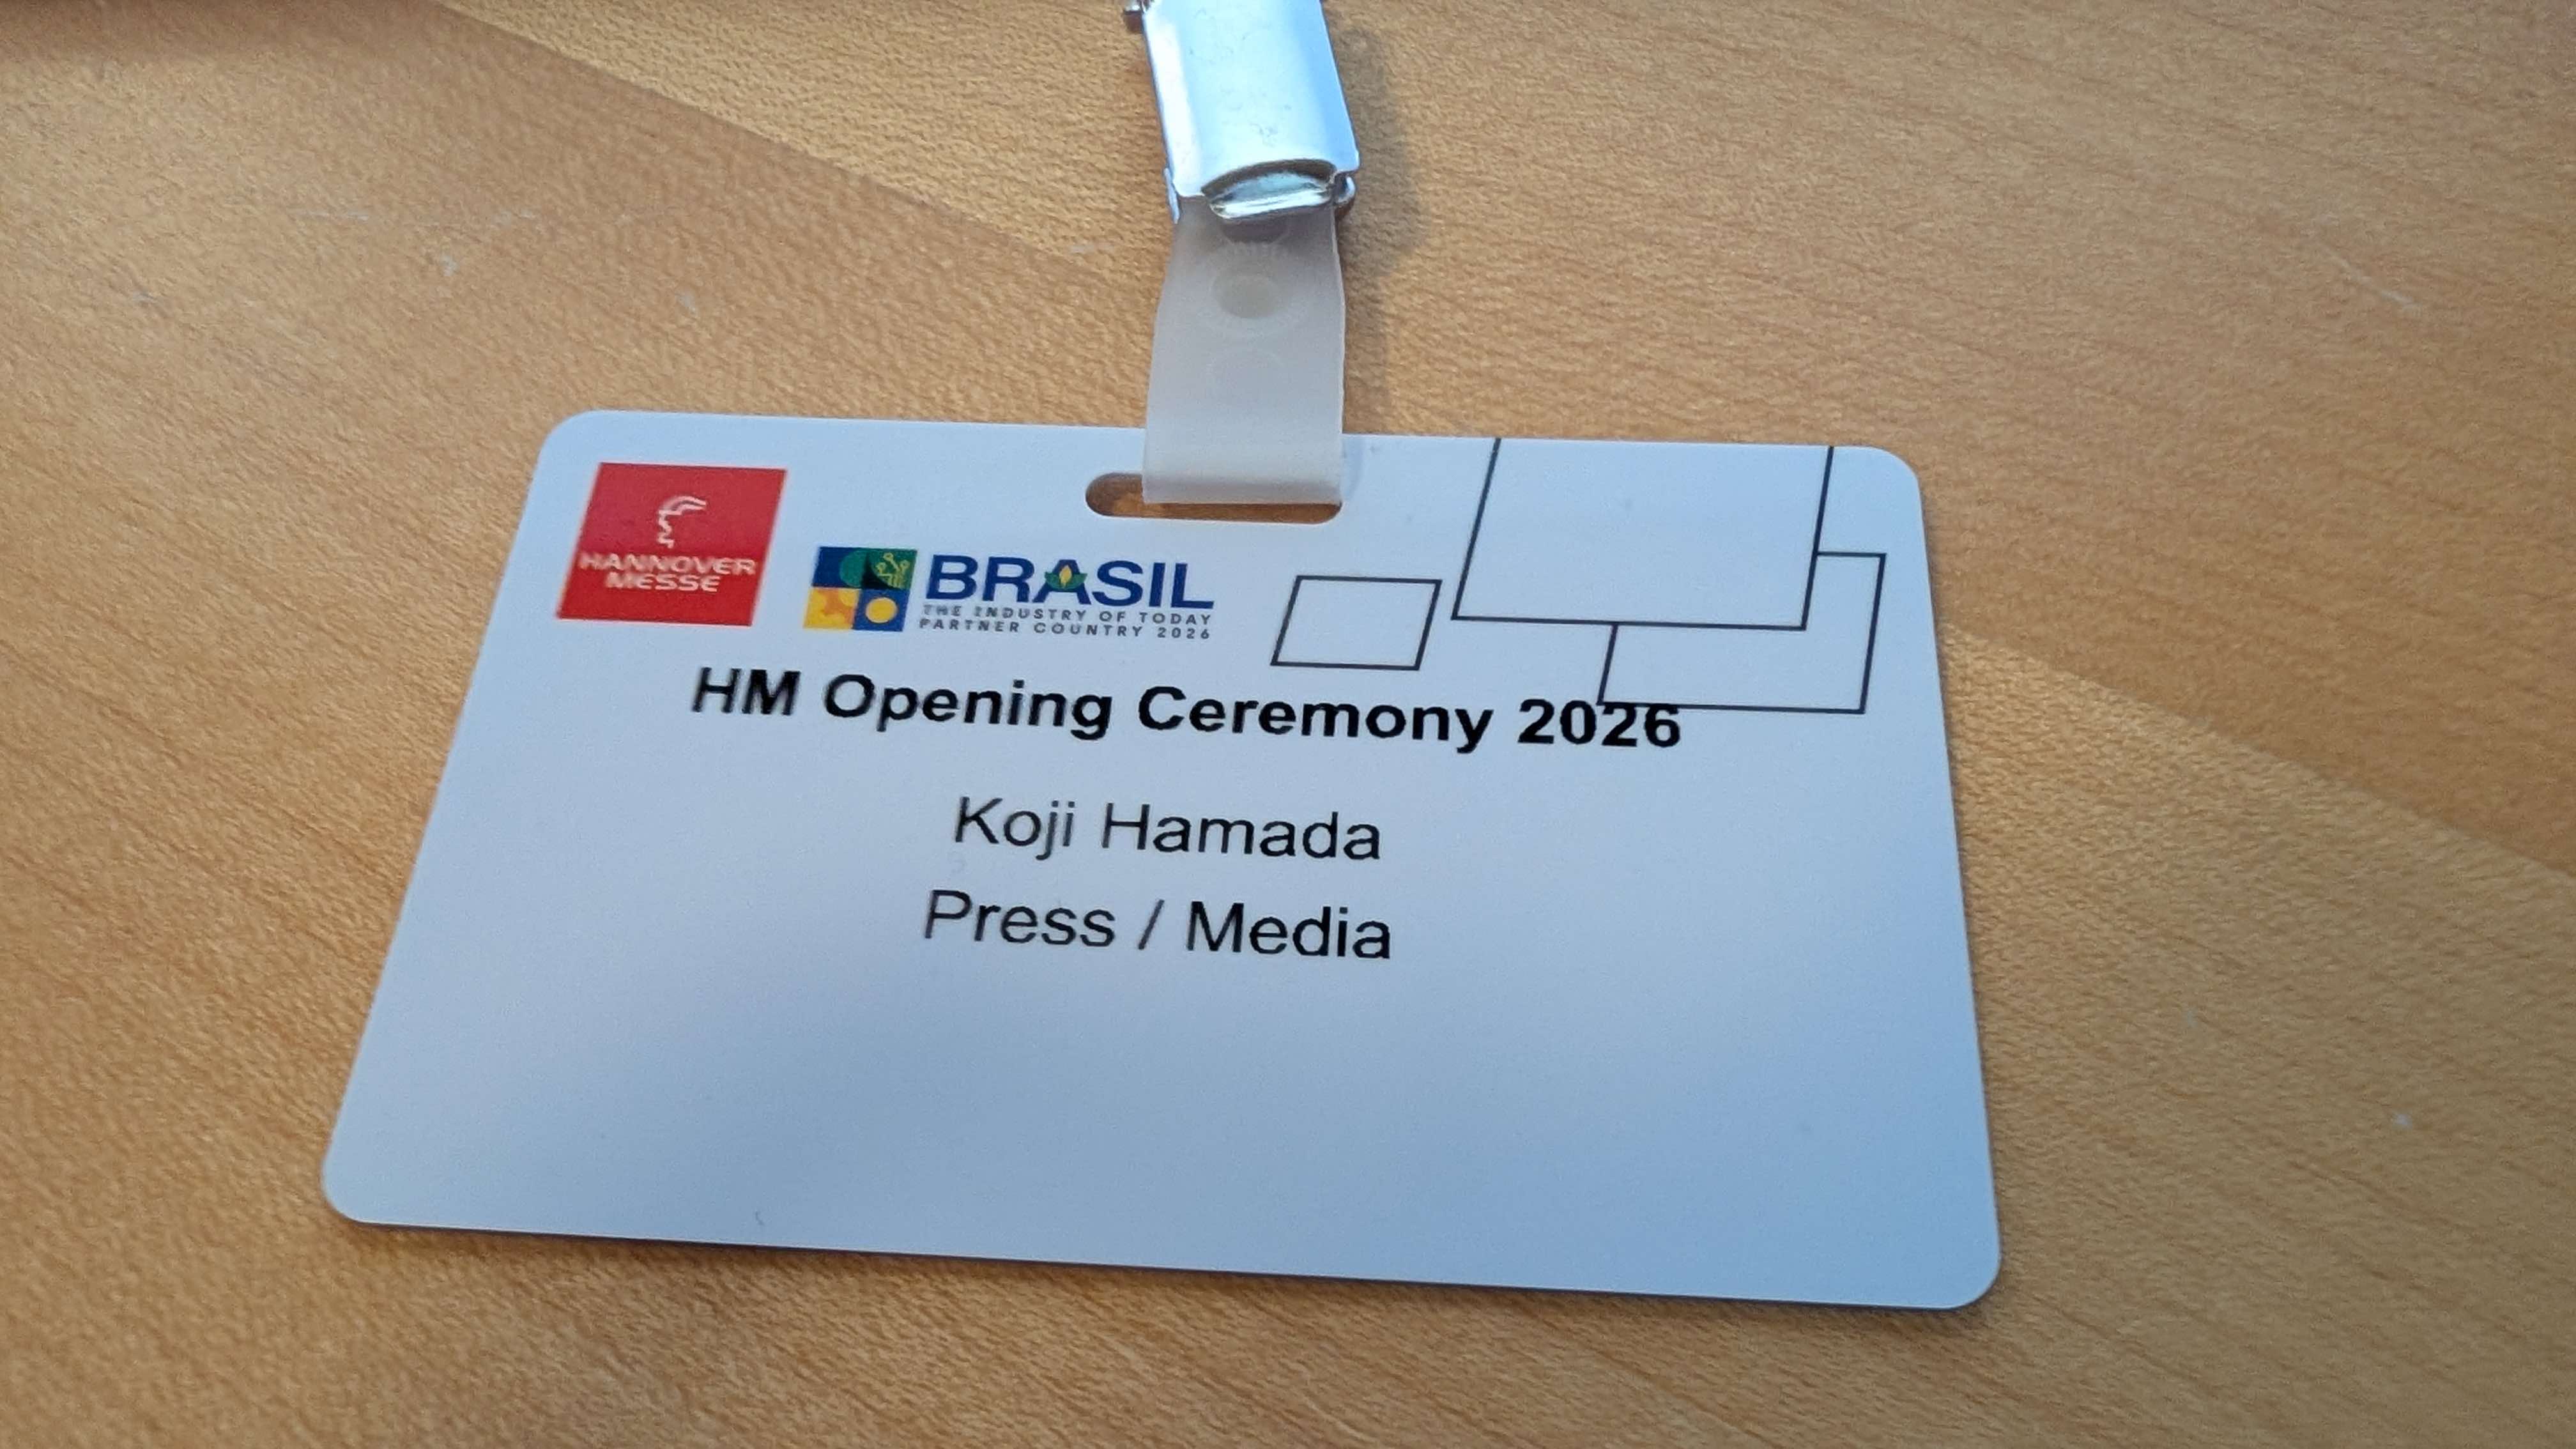 HANNOVER
MESSE
BRASIL
THE INDUSTRY OF TODAY
PARTNER COUNTRY 2026
HM Opening Ceremony 2026
Koji Hamada
Press / Media